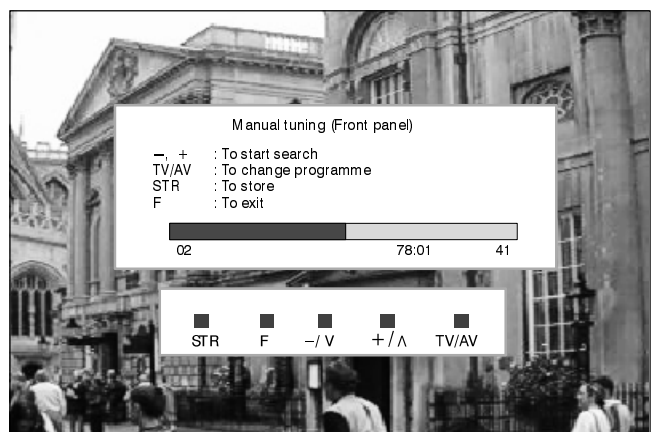 Manual tuning (Front panel)
−, + : To start search
TV/AV : To change programme
STR : To store
F : To exit
02 78:01 41
STR F −/ V + / Λ TV/AV